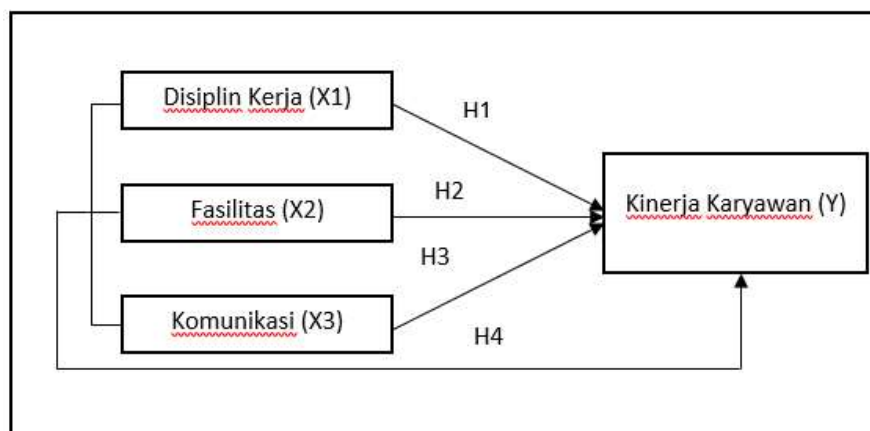 Disiplin Kerja (X1)
H1
Fasilitas (X2)
H2
Kinerja Karyawan (Y)
H3
Komunikasi (X3)
H4